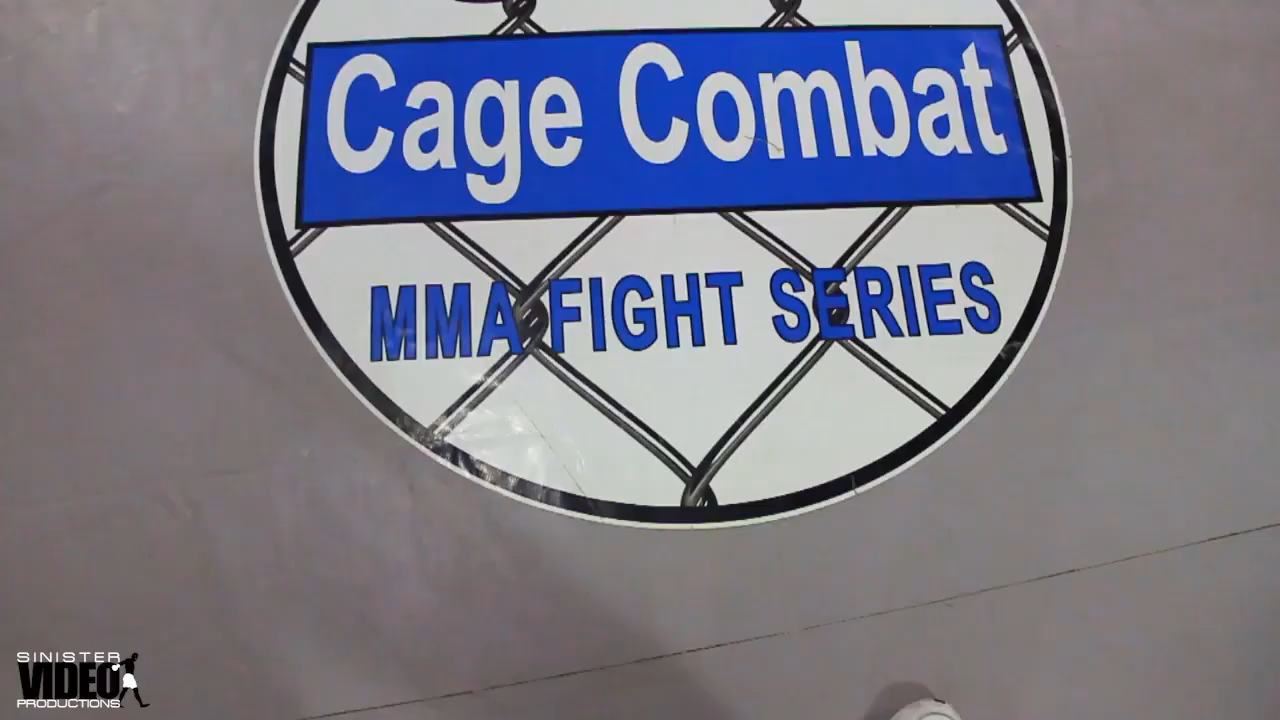 Cage Combat
MMA FIGHT SERIES
SINISTER
VIDEO
PRODUCTIONS